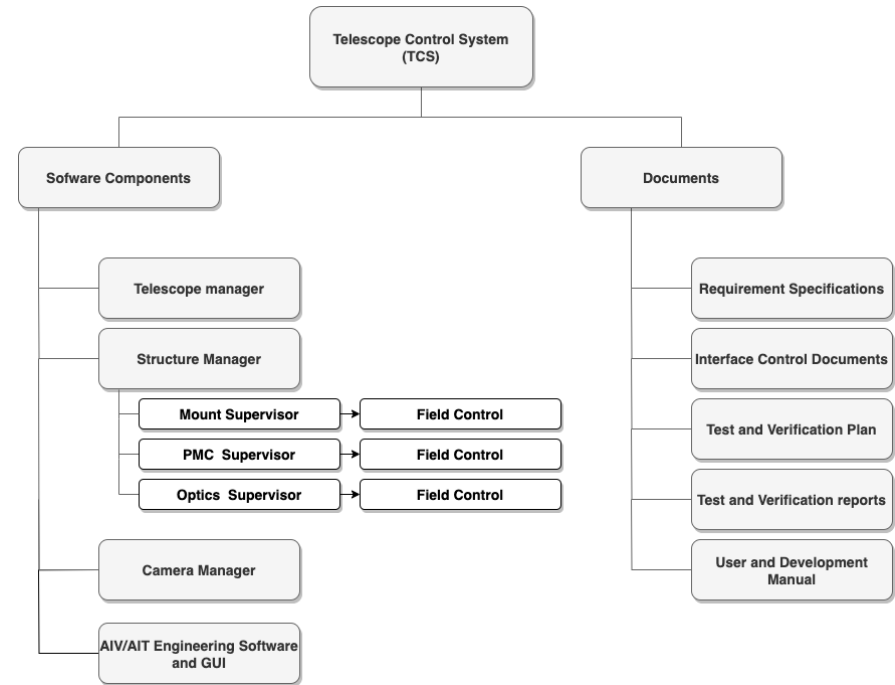 Telescope Control System
(TCS)
Sofware Components
Documents
Telescope manager
Structure Manager
Mount Supervisor
Field Control
PMC Supervisor
Field Control
Optics Supervisor
Field Control
Camera Manager
AIV/AIT Engineering Software
and GUI
Requirement Specifications
Interface Control Documents
Test and Verification Plan
Test and Verification reports
User and Development
Manual